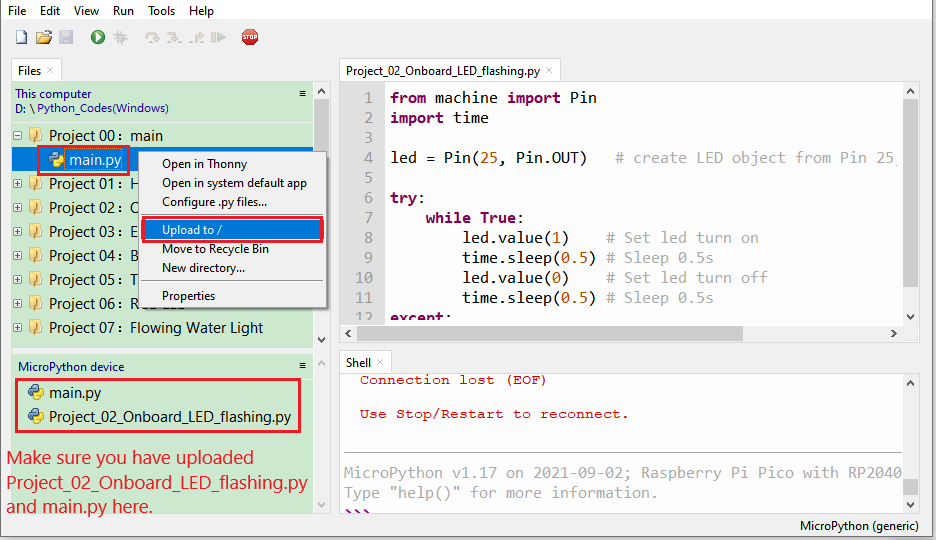 File Edit View Run Tools Help
STOP
Files ×
This computer ≡
D: \ Python_Codes(Windows)
Project 00：main
main.py
Project 01：H
Project 02：
Project 03：E
Project 04：B
Project 05：T
Project 06：
Project 07：Flowing Water Light
Open in Thonny
Open in system default app
Configure .py files...
Upload to /
Move to Recycle Bin
New directory...
Properties
MicroPython device ≡
main.py
Project_02_Onboard_LED_flashing.py
Make sure you have uploaded
Project_02_Onboard_LED_flashing.py
and main.py here.
Project_02_Onboard_LED_flashing.py ×
1 from machine import Pin
2 import time
3
4 led = Pin(25, Pin.OUT) # create LED object from Pin 25,
5
6 try:
7 while True:
8 led.value(1) # Set led turn on
9 time.sleep(0.5) # Sleep 0.5s
10 led.value(0) # Set led turn off
11 time.sleep(0.5) # Sleep 0.5s
12 except:
Shell ×
Connection lost (EOF)
Use Stop/Restart to reconnect.
MicroPython v1.17 on 2021-09-02; Raspberry Pi Pico with RP2040
Type "help()" for more information.
>>>
MicroPython (generic)